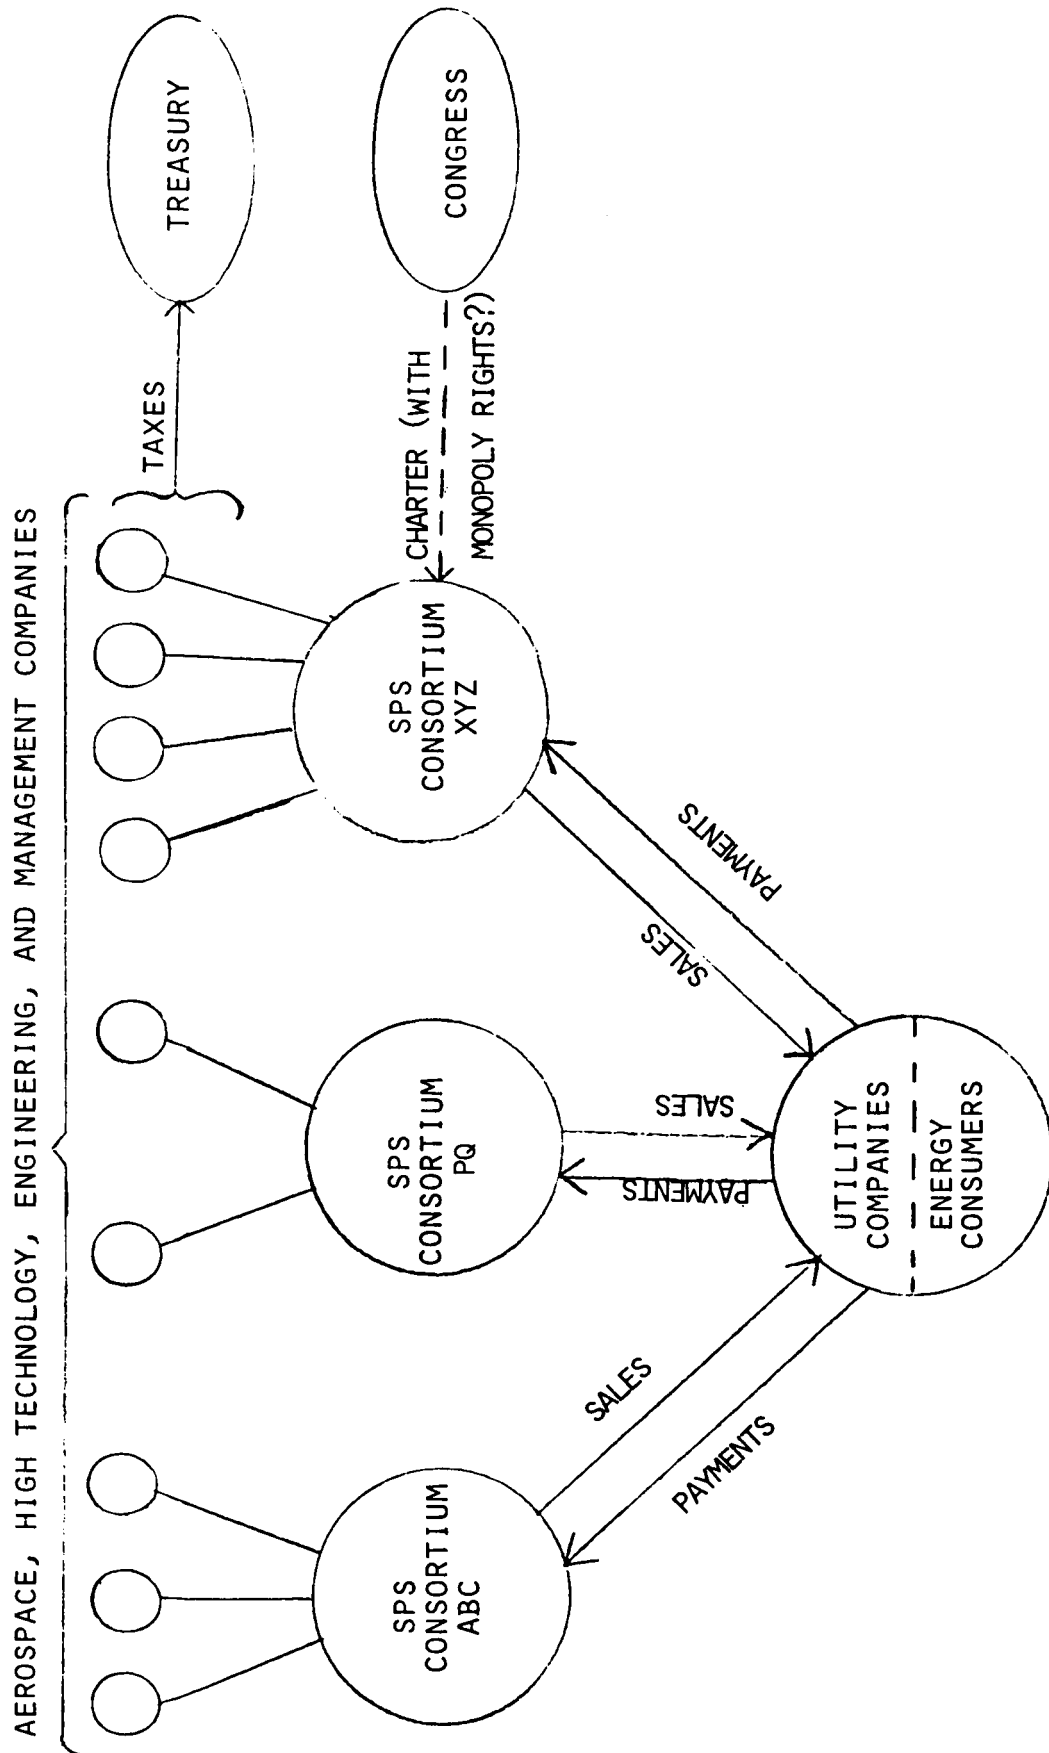 AEROSPACE, HIGH TECHNOLOGY, ENGINEERING, AND MANAGEMENT COMPANIES
TAXES
TREASURY
SPS
CONSORTIUM
ABC
SPS
CONSORTIUM
PQ
SPS
CONSORTIUM
XYZ
CHARTER (WITH
MONOPOLY RIGHTS?)
CONGRESS
SALES
PAYMENTS
PAYMENTS
SALES
SALES
PAYMENTS
UTILITY
COMPANIES
ENERGY
CONSUMERS